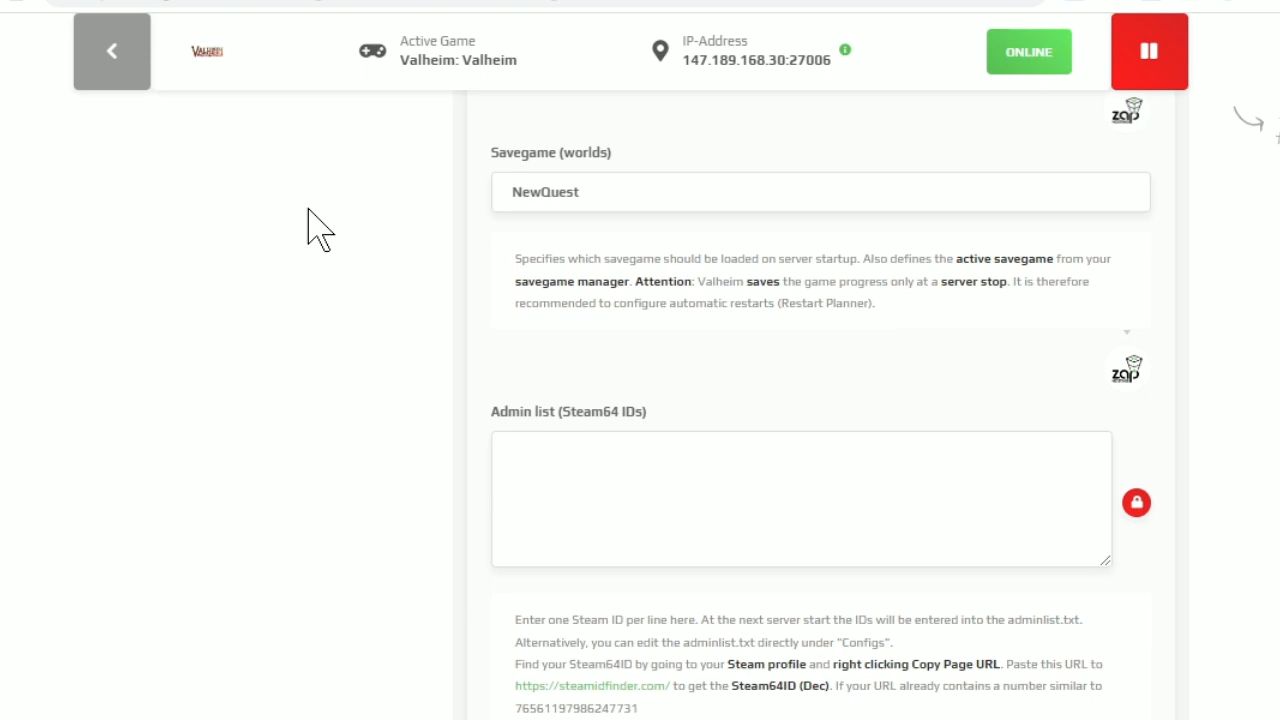 Active Game
Valheim: Valheim
IP-Address
147.189.168.30:27006
ONLINE
VALHEIM
zap
Savegame (worlds)
NewQuest
Specifies which savegame should be loaded on server startup. Also defines the active savegame from your
savegame manager. Attention: Valheim saves the game progress only at a server stop. It is therefore
recommended to configure automatic restarts (Restart Planner).
zap
Admin list (Steam64 IDs)
Enter one Steam ID per line here. At the next server start the IDs will be entered into the adminlist.txt.
Alternatively, you can edit the adminlist.txt directly under "Configs".
Find your Steam64ID by going to your Steam profile and right clicking Copy Page URL. Paste this URL to
https://steamidfinder.com/ to get the Steam64ID (Dec). If your URL already contains a number similar to
76561197986247731